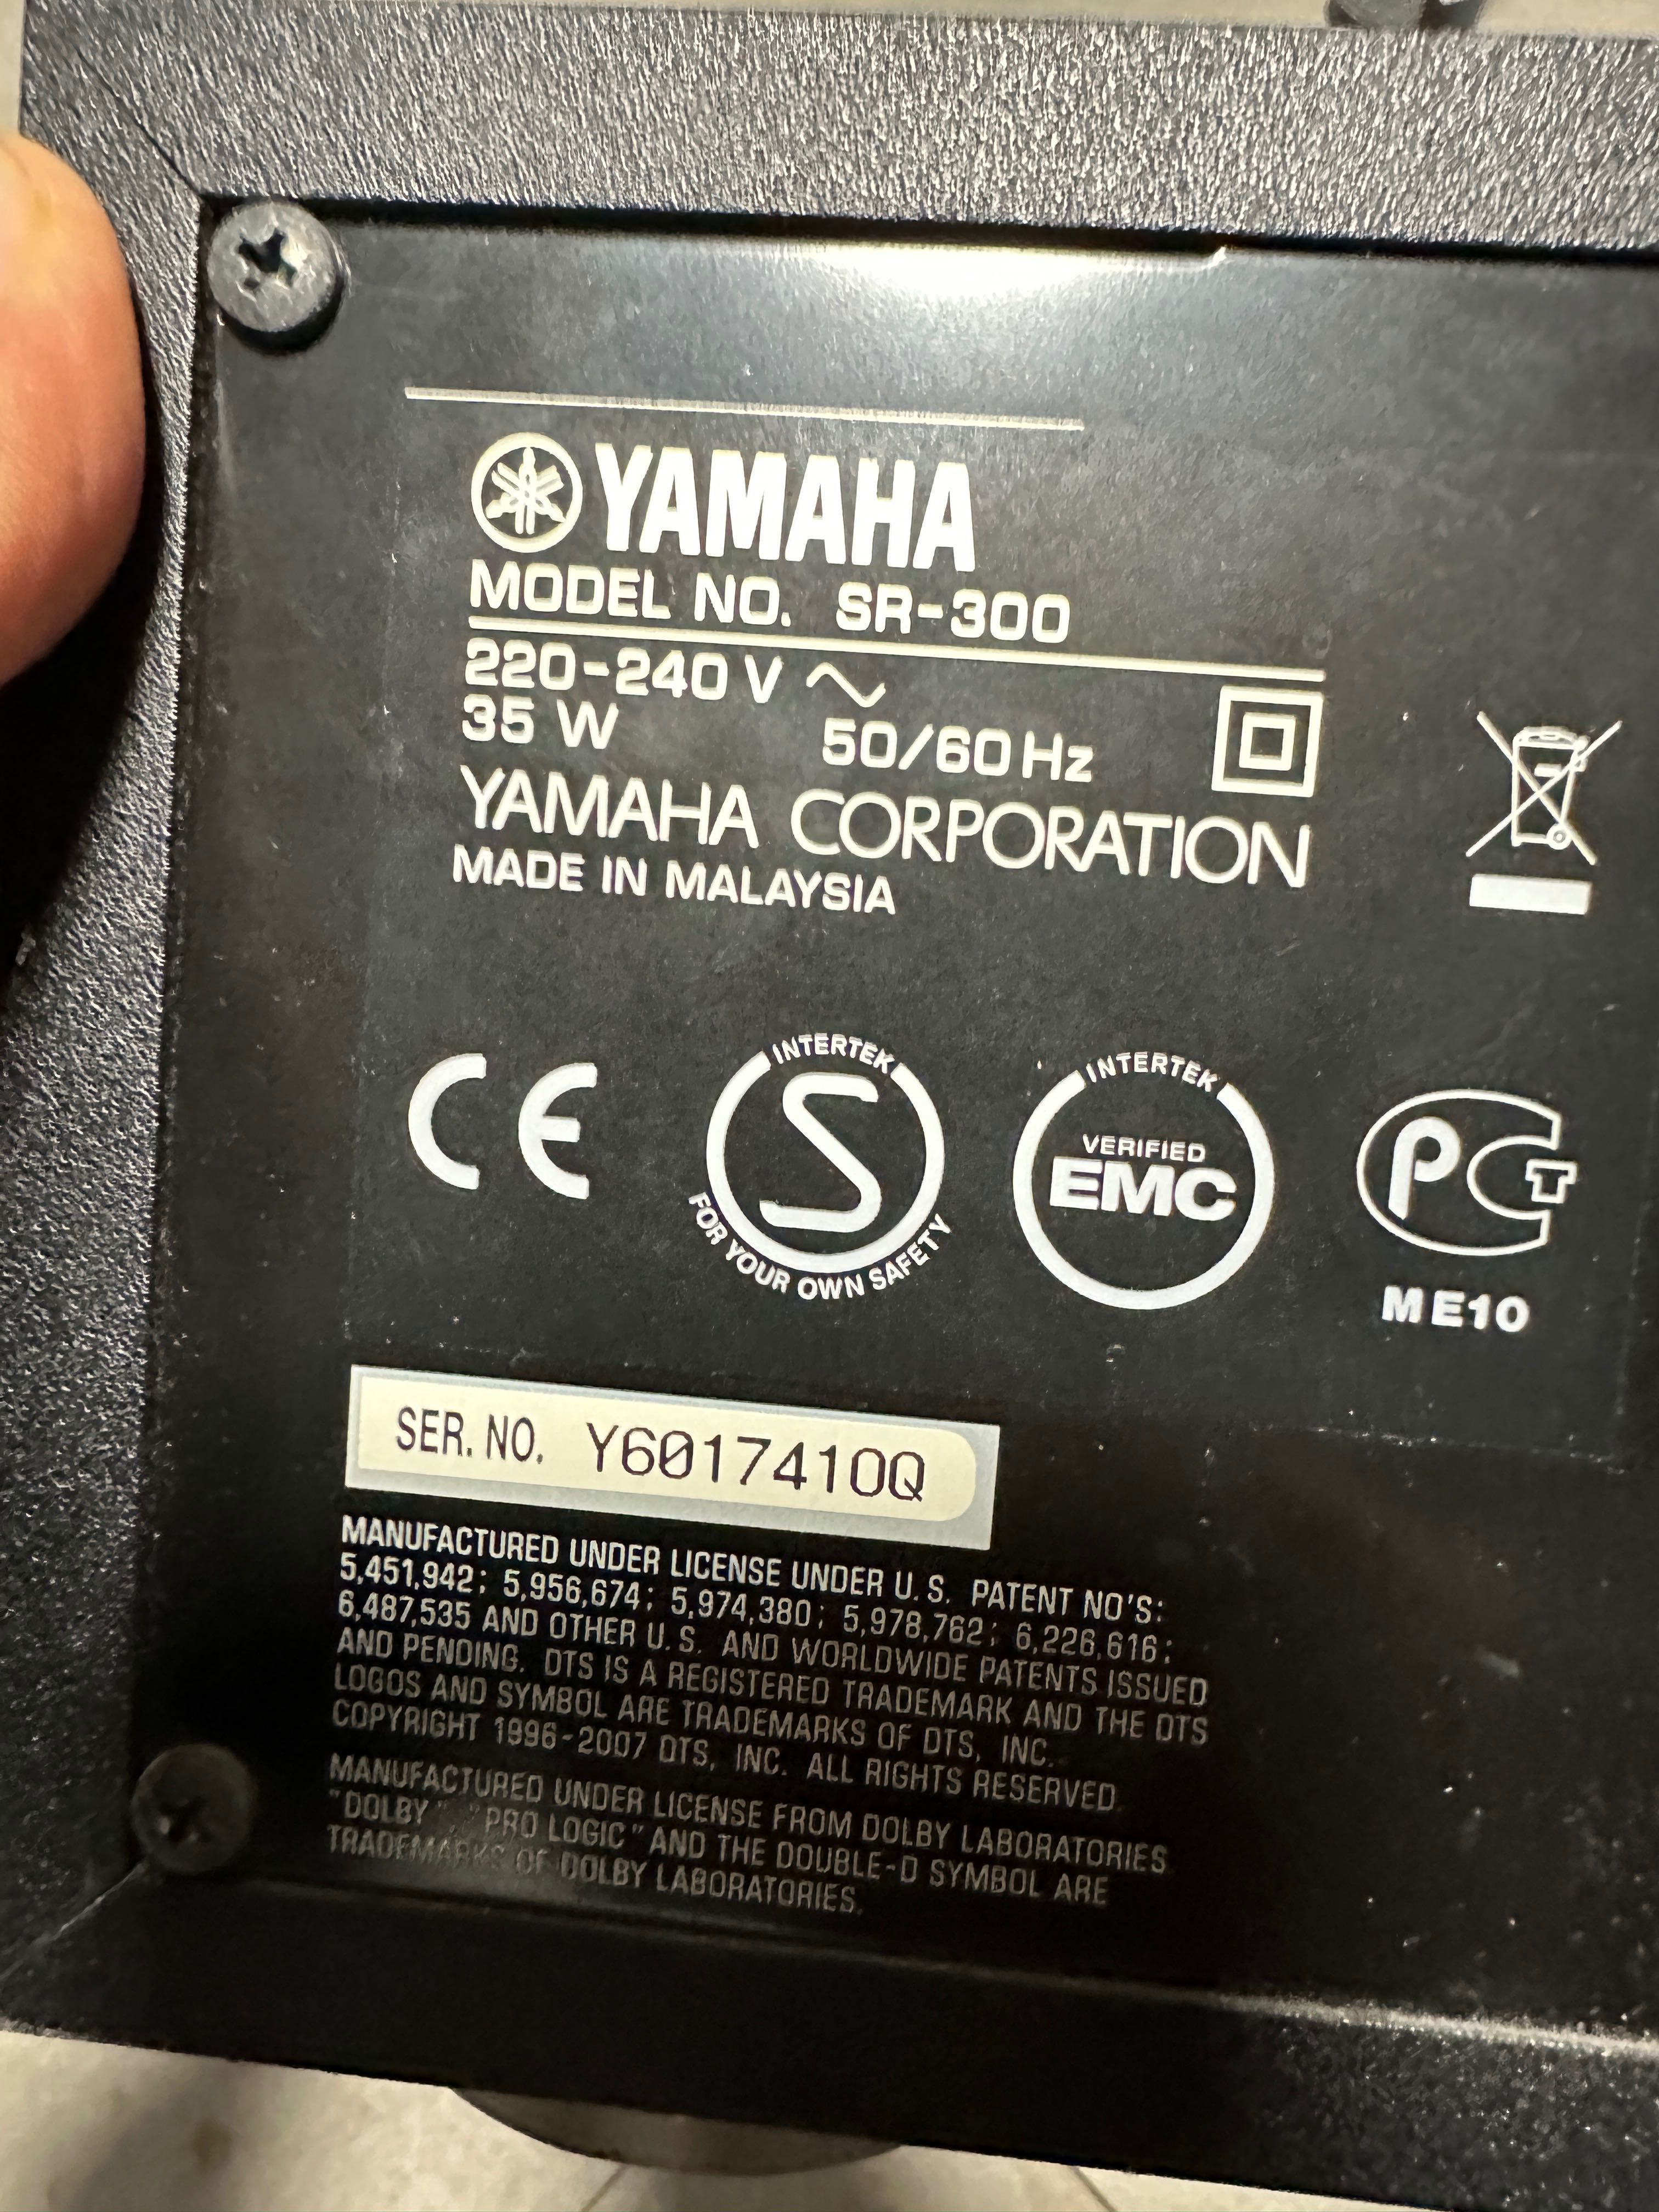 YAMAHA
MODEL NO. SR-300
220-240 V ~
35 W 50/60 Hz
YAMAHA CORPORATION
MADE IN MALAYSIA
CE
INTERTEK
S
FOR YOUR OWN SAFETY
INTERTEK
VERIFIED
EMC
PCT
ME10
SER. NO. Y6017410Q
MANUFACTURED UNDER LICENSE UNDER U.S. PATENT NO'S:
5,451,942; 5,956,674; 5,974,380; 5,978,762; 6,226,616;
6,487,535 AND OTHER U.S. AND WORLDWIDE PATENTS ISSUED
AND PENDING. DTS IS A REGISTERED TRADEMARK AND THE DTS
LOGOS AND SYMBOL ARE TRADEMARKS OF DTS, INC.
COPYRIGHT 1996-2007 DTS, INC. ALL RIGHTS RESERVED.
MANUFACTURED UNDER LICENSE FROM DOLBY LABORATORIES
"DOLBY", "PRO LOGIC" AND THE DOUBLE-D SYMBOL ARE
TRADEMARKS OF DOLBY LABORATORIES.